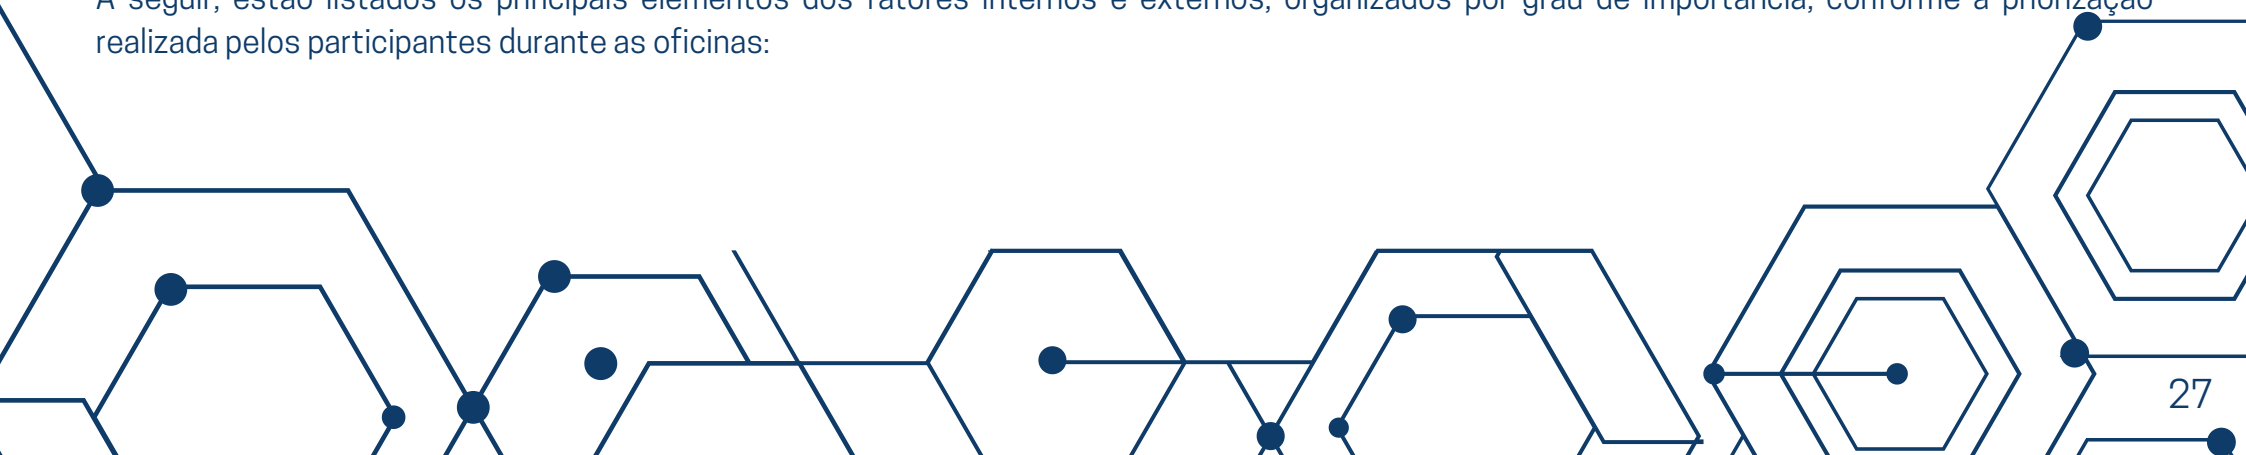 A seguir, estão listados os principais elementos dos fatores internos e externos, organizados por grau de importância, conforme a priorização
realizada pelos participantes durante as oficinas:
27